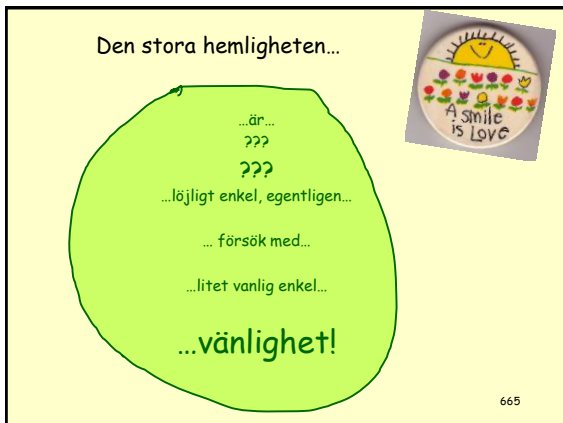 Den stora hemligheten…
A smile
is Love
…är…
???
???
…löjligt enkel, egentligen…
… försök med…
…litet vanlig enkel…
…vänlighet!
665